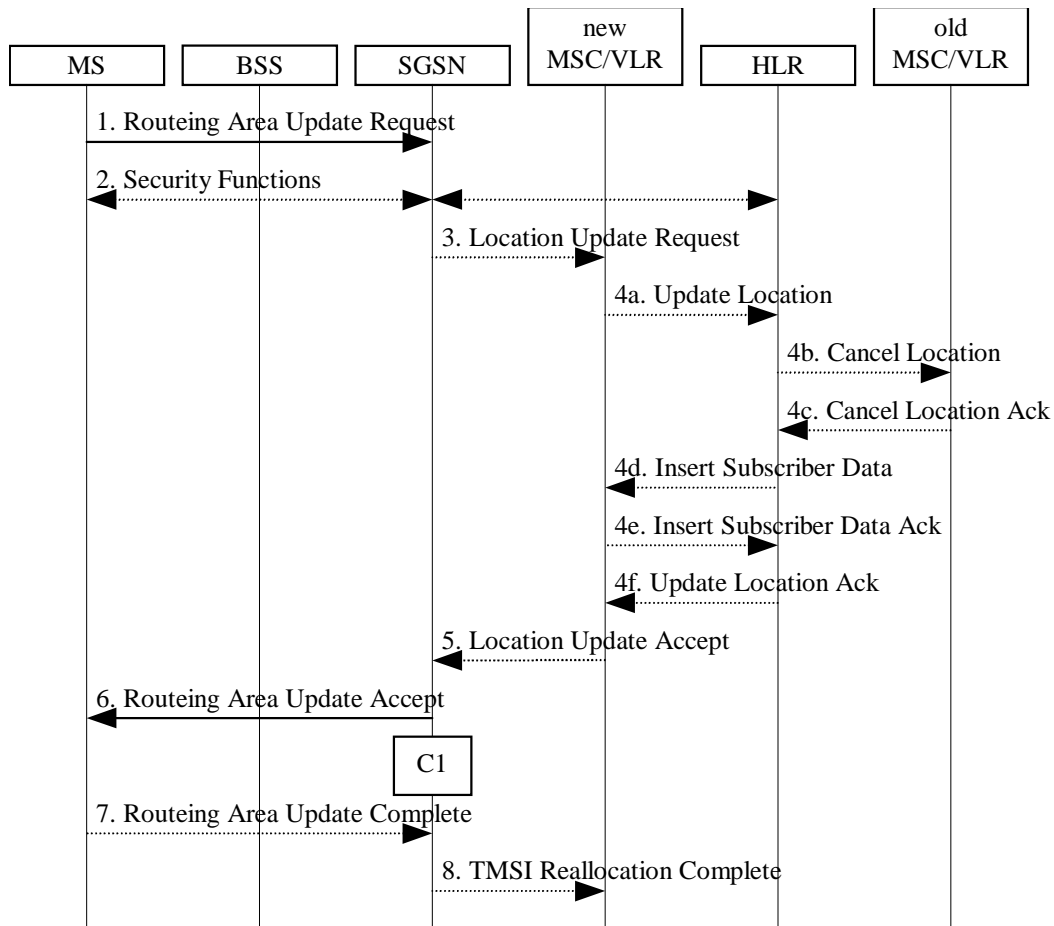 new
old
MS
BSS
SGSN
MSC/VLR
HLR
MSC/VLR
1. Routeing Area Update Request
2. Security Functions
3. Location Update Request
4a. Update Location
4b. Cancel Location
4c. Cancel Location Ack
4d. Insert Subscriber Data
4e. Insert Subscriber Data Ack
4f. Update Location Ack
5. Location Update Accept
6. Routeing Area Update Accept
C1
7. Routeing Area Update Complete
8. TMSI Reallocation Complete